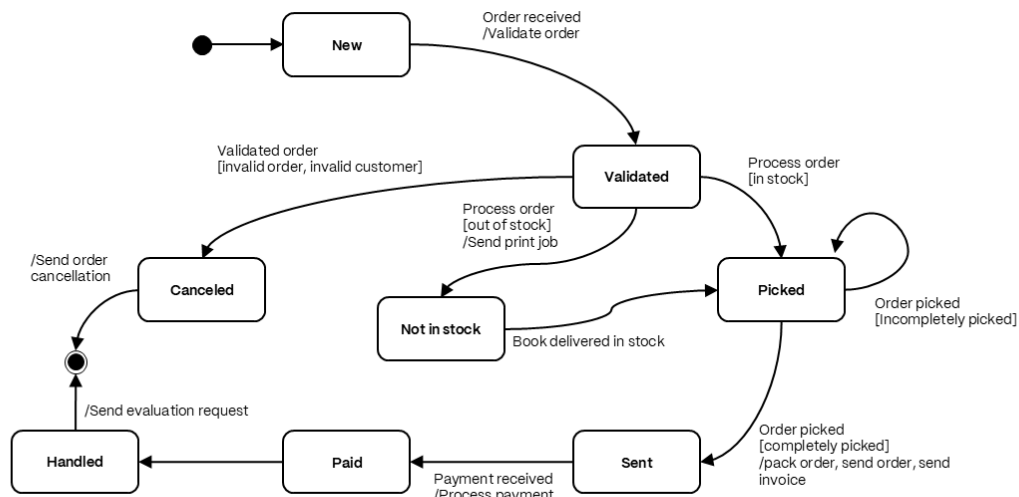 Order received
/Validate order
New
Validated order
[invalid order, invalid customer]
Validated
Process order
[in stock]
Process order
[out of stock]
/Send print job
/Send order
cancellation
Canceled
Not in stock
Picked
Order picked
[Incompletely picked]
Book delivered in stock
/Send evaluation request
Order picked
[completely picked]
/pack order, send order, send
invoice
Handled
Paid
Sent
Payment received
/Process payment